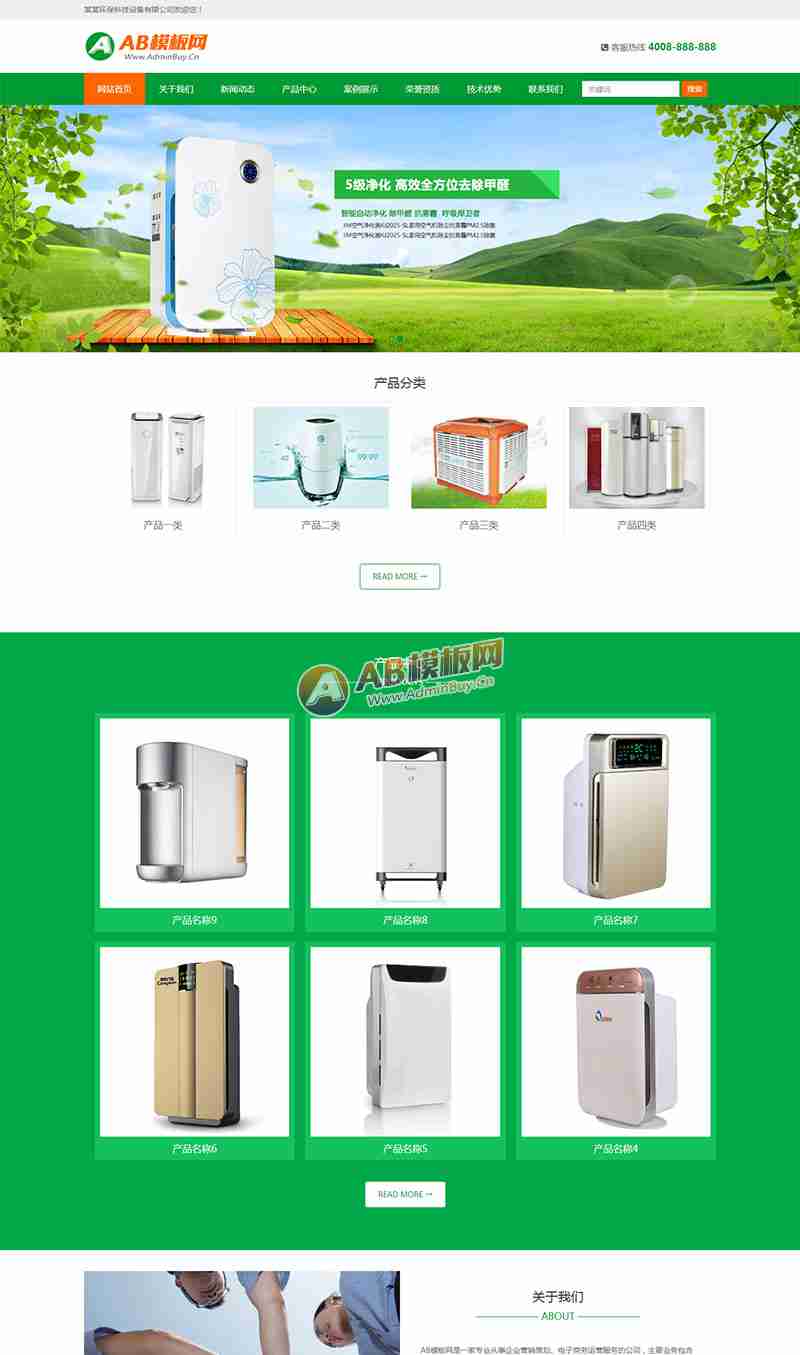 某某环保科技设备有限公司欢迎您！
AB模板网
Www.AdminBuy.Cn
客服热线 4008-888-888
网站首页 关于我们 新闻动态 产品中心 案例展示 荣誉资质 技术优势 联系我们 关键词 搜索
5级净化 高效全方位去除甲醛
智能自动净化 除甲醛 抗雾霾 呼吸捍卫者
产品分类
产品一类 产品二类 产品三类 产品四类
READ MORE →
AB模板网
Www.AdminBuy.Cn
产品名称9 产品名称8 产品名称7
产品名称6 产品名称5 产品名称4
READ MORE →
关于我们
ABOUT
AB模板网是一家专业从事企业营销策划、电子商务运营服务的公司，主要业务包含